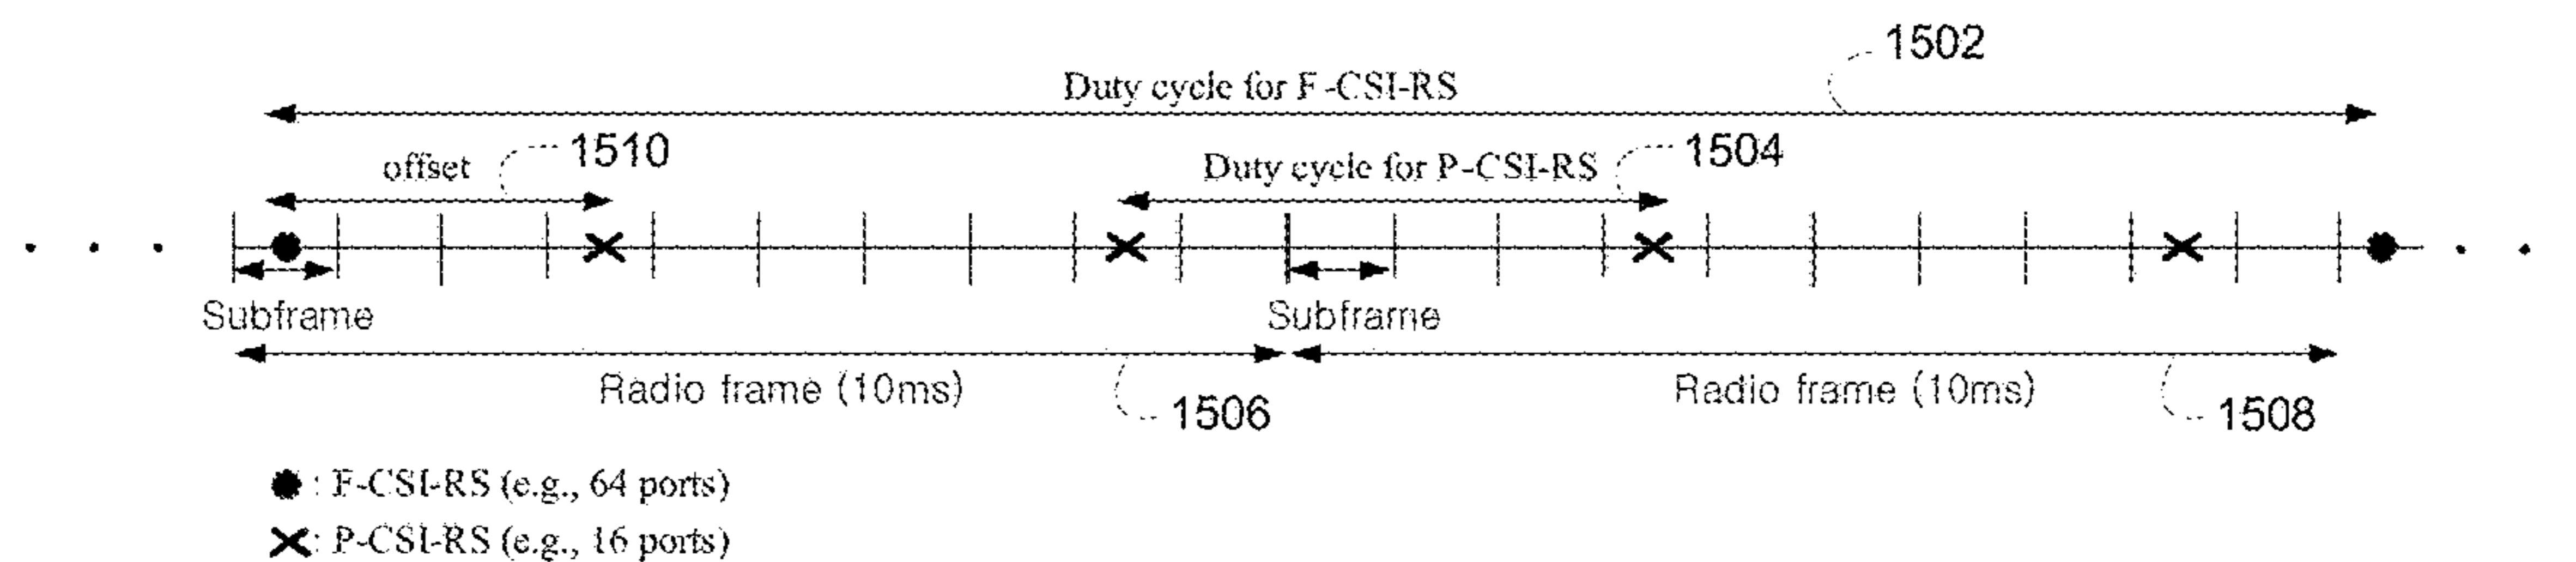 1502
Duty cycle for F-CSI-RS
offset
1510
Duty cycle for P-CSI-RS
1504
Subframe
Subframe
Radio frame (10ms)
1506
Radio frame (10ms)
1508
: F-CSI-RS (e.g., 64 ports)
: P-CSI-RS (e.g., 16 ports)